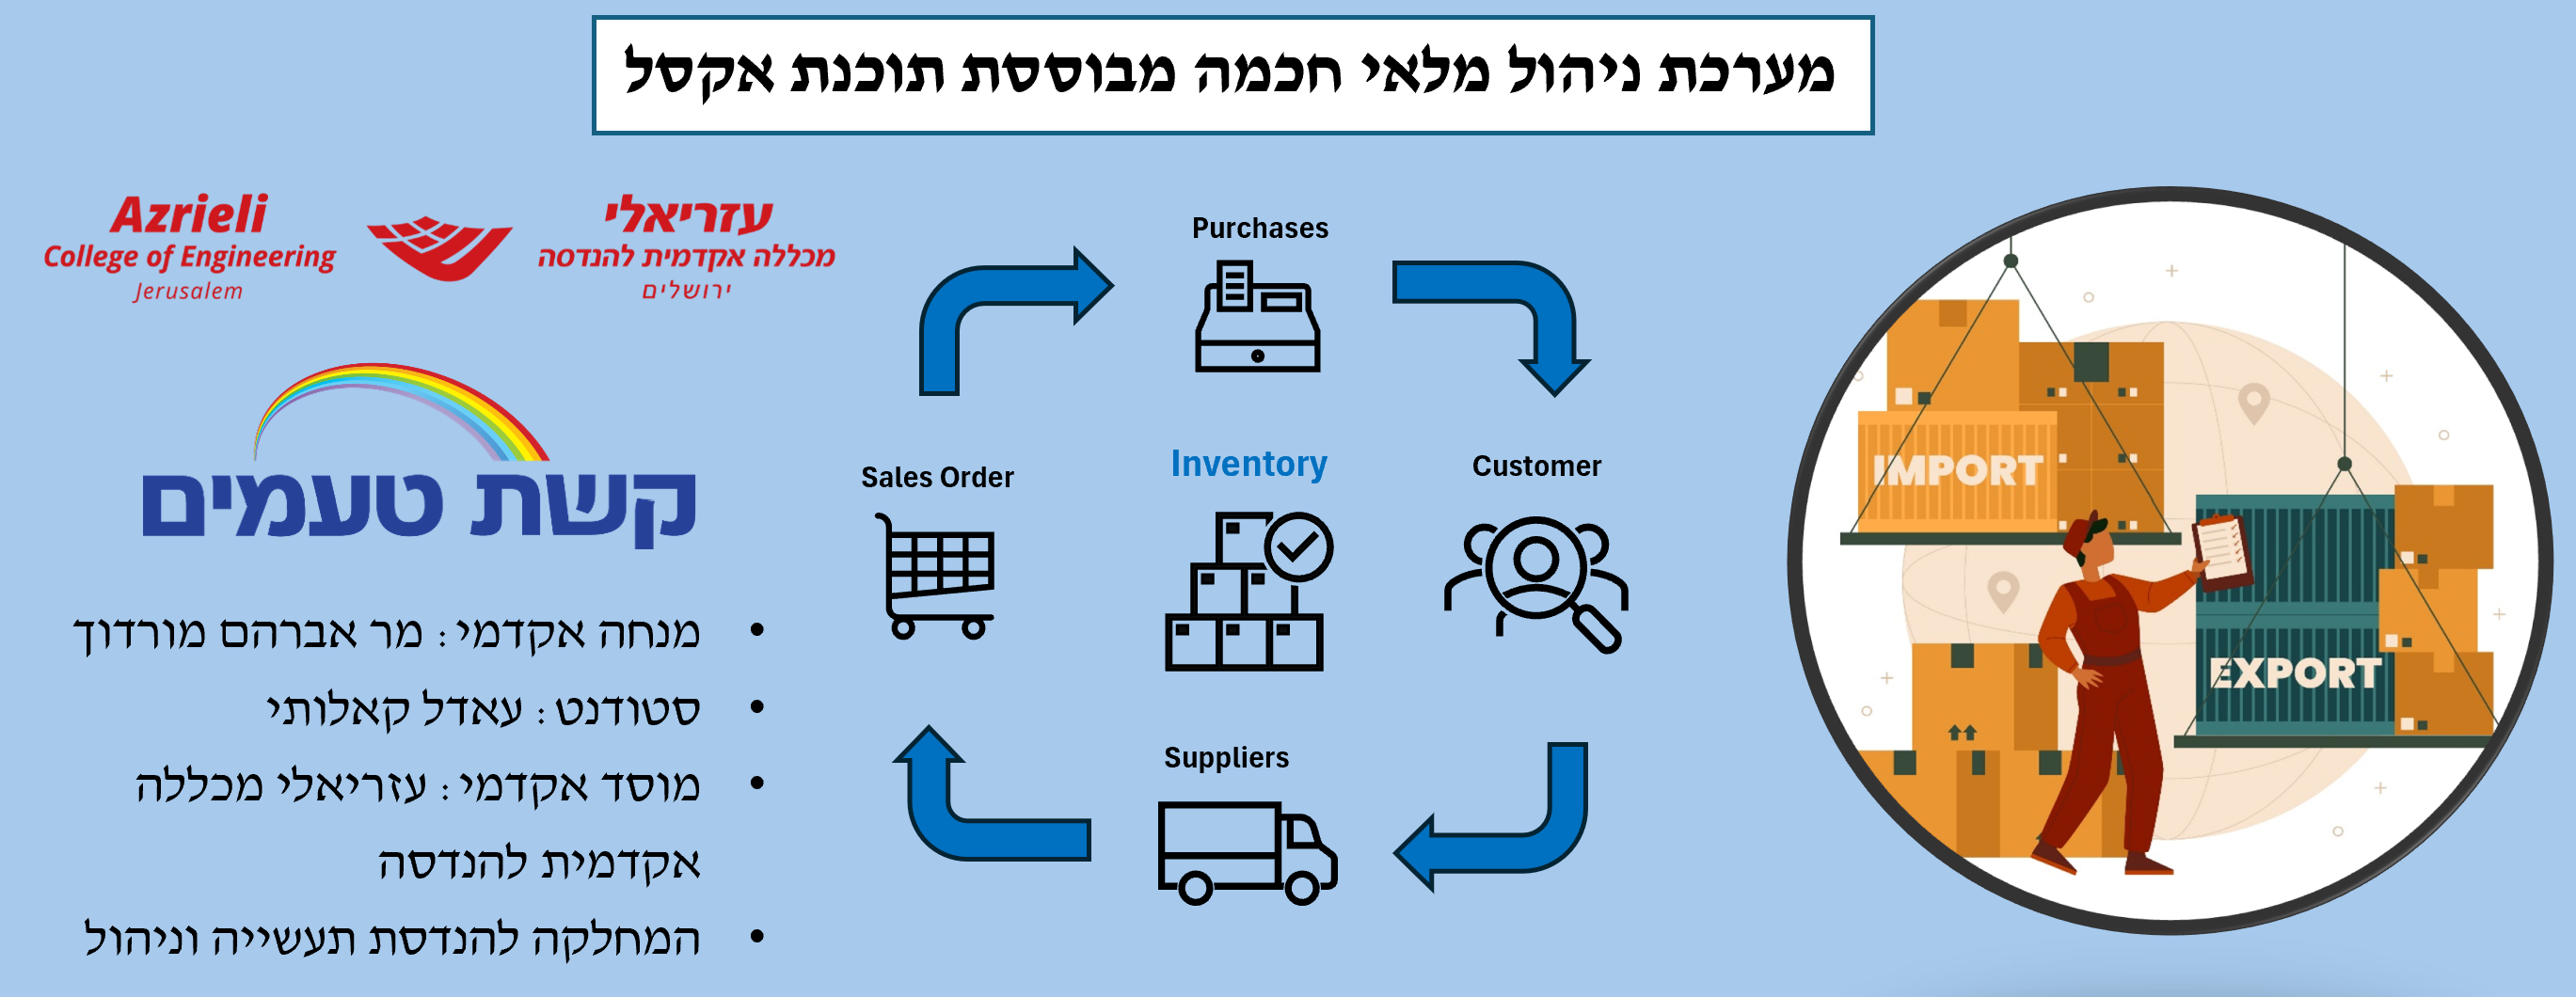 מערכת ניהול מלאי חכמה מבוססת תוכנת אקסל
Azrieli
College of Engineering
Jerusalem
עזריאלי
מכללה אקדמית להנדסה
ירושלים
קשת טעמים
• מנחה אקדמי : מר אברהם מורדוך
• סטודנט : עאדל קאלותי
• מוסד אקדמי : עזריאלי מכללה
אקדמית להנדסה
• המחלקה להנדסת תעשייה וניהול
Purchases
Sales Order
Inventory
Customer
Suppliers
IMPORT
EXPORT